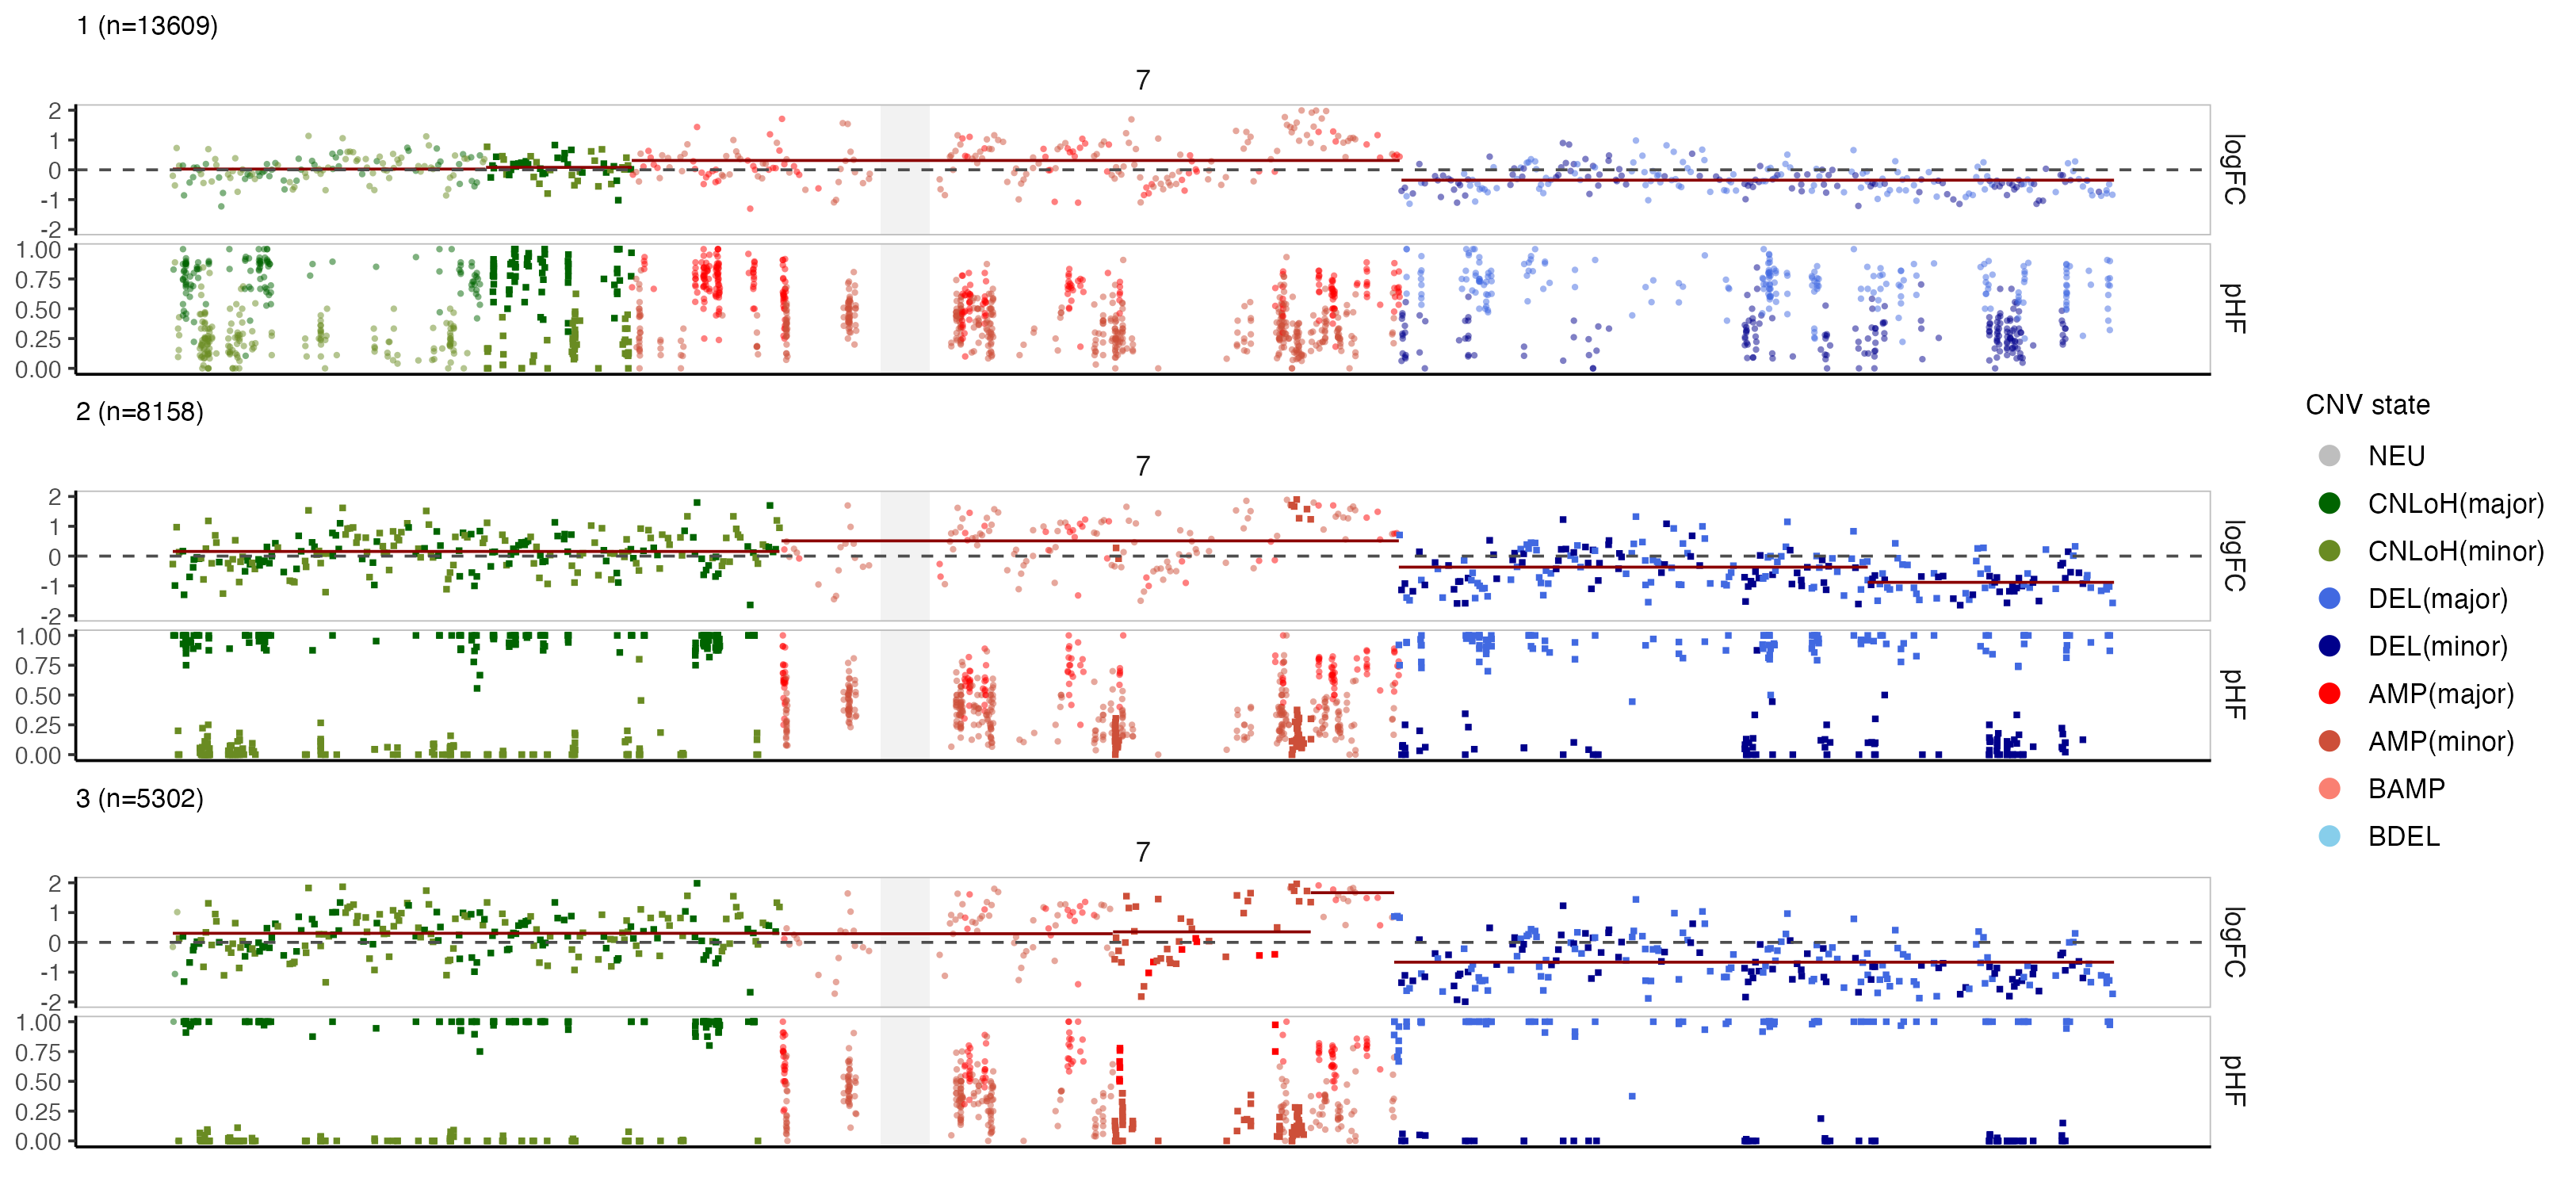 1 (n=13609)
7
2
1
0
-1
-2
logFC
1.00
0.75
0.50
0.25
0.00
pHF
2 (n=8158)
7
2
1
0
-1
-2
logFC
1.00
0.75
0.50
0.25
0.00
pHF
3 (n=5302)
7
2
1
0
-1
-2
logFC
1.00
0.75
0.50
0.25
0.00
pHF
CNV state
NEU
CNLoH(major)
CNLoH(minor)
DEL(major)
DEL(minor)
AMP(major)
AMP(minor)
BAMP
BDEL